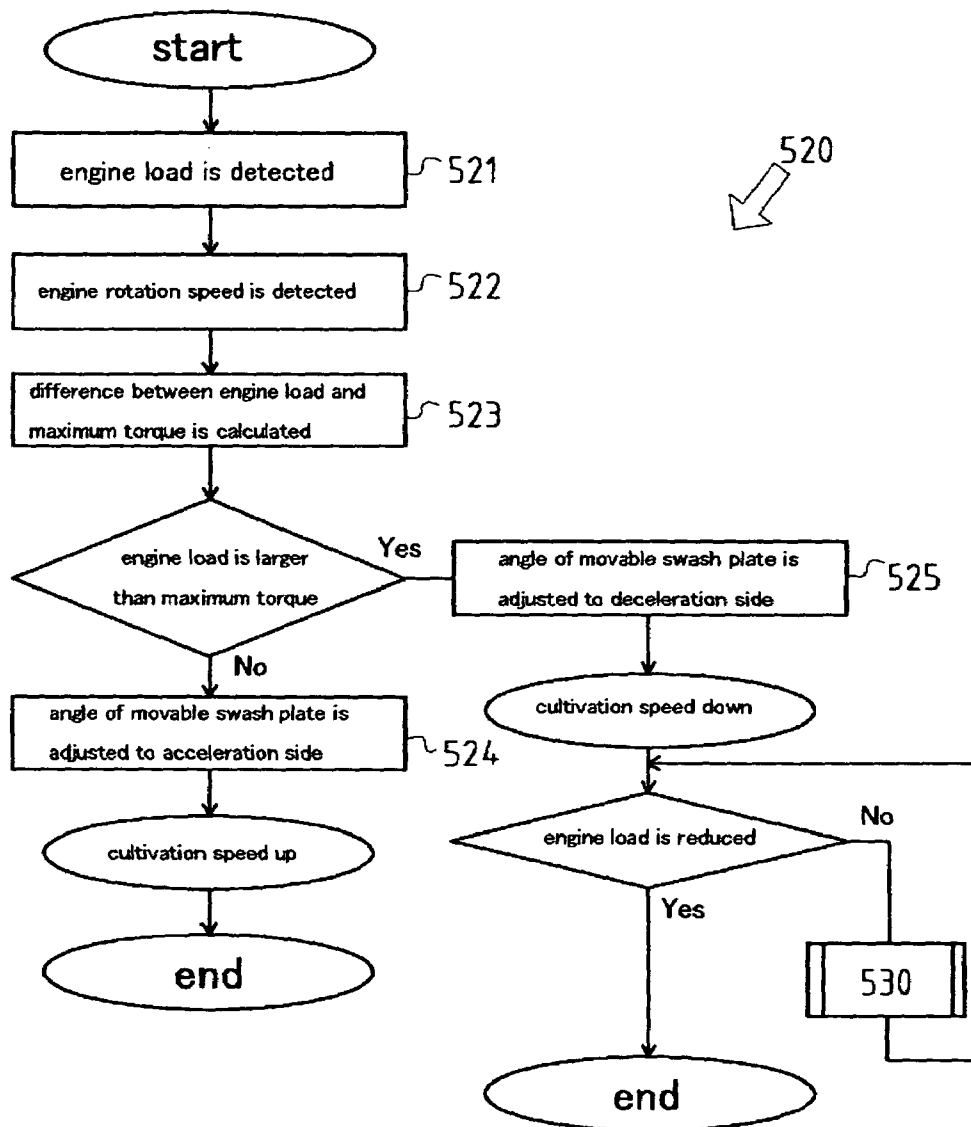 start
engine load is detected
521
520
engine rotation speed is detected
522
difference between engine load and
maximum torque is calculated
523
engine load is larger
than maximum torque
Yes
angle of movable swash plate is
adjusted to deceleration side
525
No
angle of movable swash plate is
adjusted to acceleration side
524
cultivation speed down
cultivation speed up
engine load is reduced
No
Yes
530
end
end